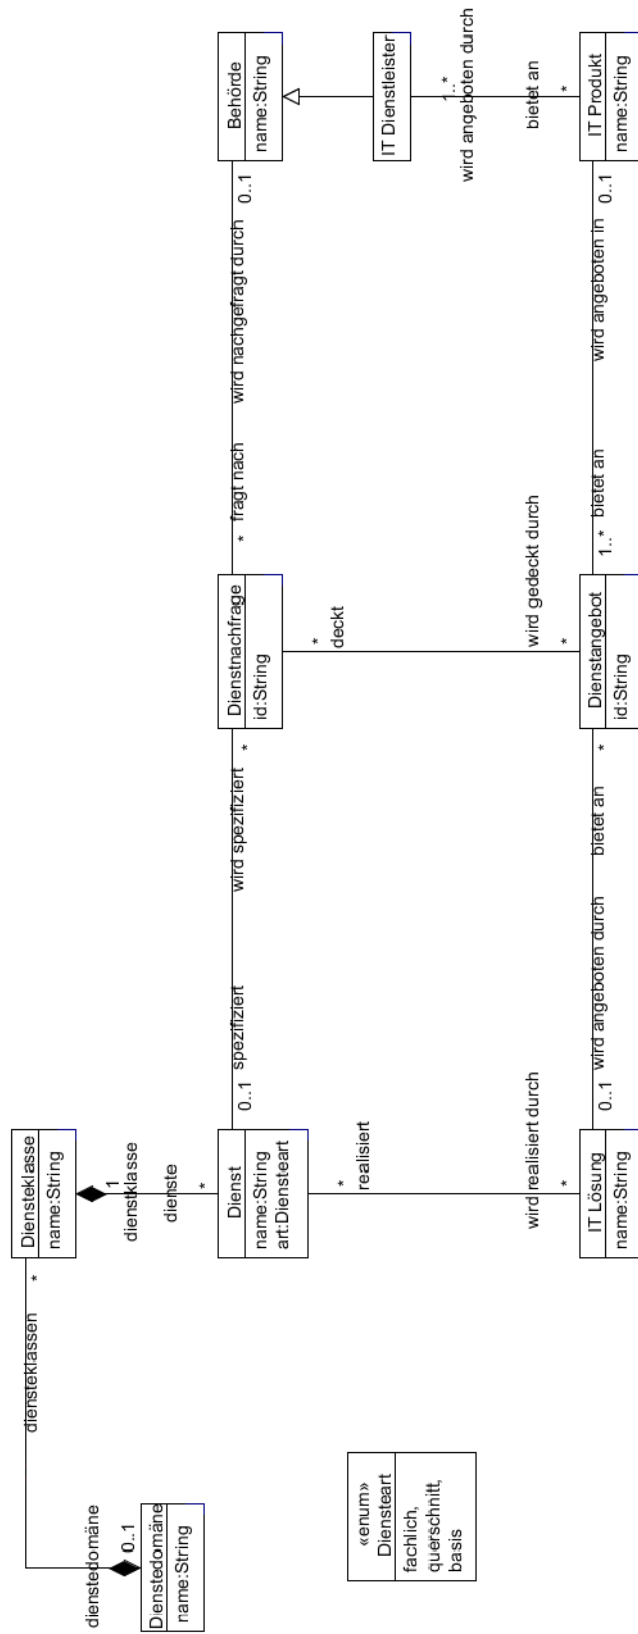 diensteklassen
*
Diensteklasse
name:String
dienstedomäne
0..1
Dienstedomäne
name:String
1
dienstklasse
dienste
*
Dienst
name:String
art:Diensteart
0..1
spezifiziert
wird spezifiziert
*
Dienstnachfrage
id:String
*
fragt nach
wird nachgefragt durch
0..1
Behörde
name:String
«enum»
Diensteart
fachlich,
querschnitt,
basis
*
realisiert
*
deckt
IT Dienstleister
1..*
wird angeboten durch
wird realisiert durch
*
wird gedeckt durch
*
bietet an
*
IT Lösung
name:String
0..1
wird angeboten durch
bietet an
*
Dienstangebot
id:String
1..*
bietet an
wird angeboten in
0..1
IT Produkt
name:String